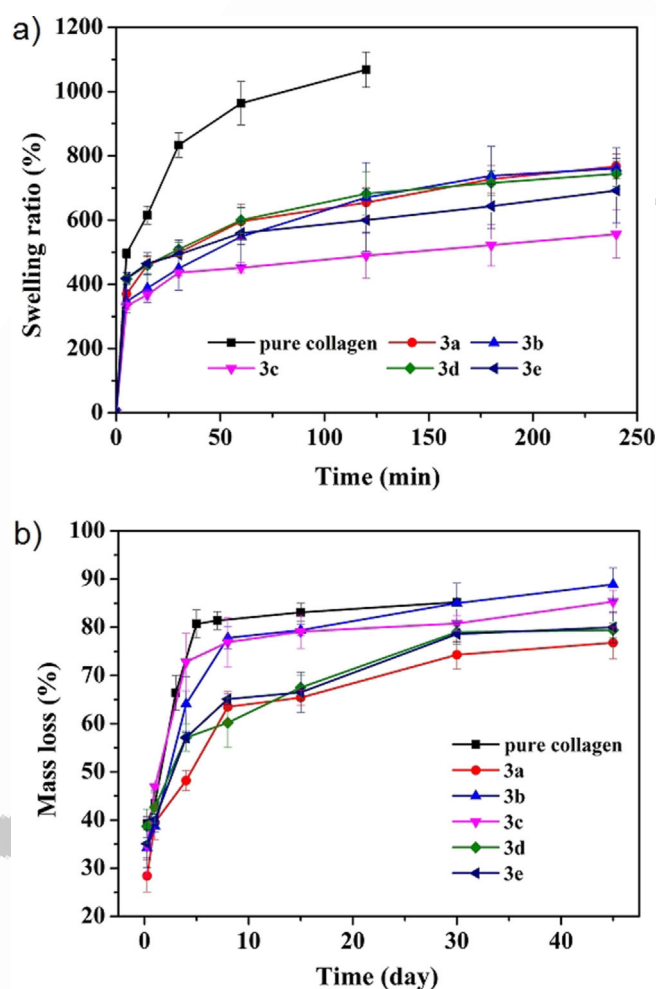 a)
1200
1000
800
600
400
200
0
Swelling ratio (%)
pure collagen 3a 3b
3c 3d 3e
0 50 100 150 200 250
Time (min)
b)
100
90
80
70
60
50
40
30
20
Mass loss (%)
pure collagen
3a
3b
3c
3d
3e
0 10 20 30 40
Time (day)